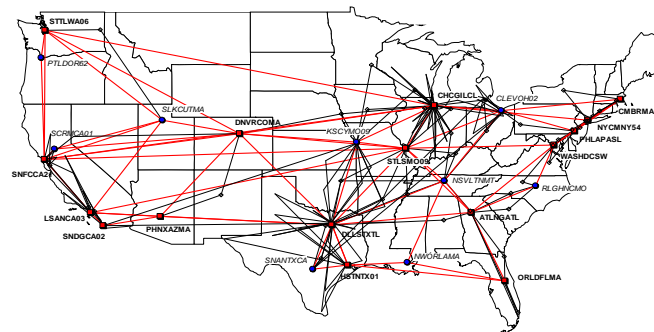 STTLWA06
PTLDOR62
CHCGILCL
CLEVOH02
SLKCUTMA
CMBRMA
DNVRCOMA
NYCMNY54
SCRMCA01
KSCYMO09
PHLAPASL
WASHDCSW
STLSMO09
SNFCCA21
NSVLTNMT
RLGHNCMO
LSANCA03
PHNXAZMA
DLLSTXTL
ATLNGATL
SNDGCA02
SNANTXCA
NWORLAMA
HSTNTX01
ORLDFLMA